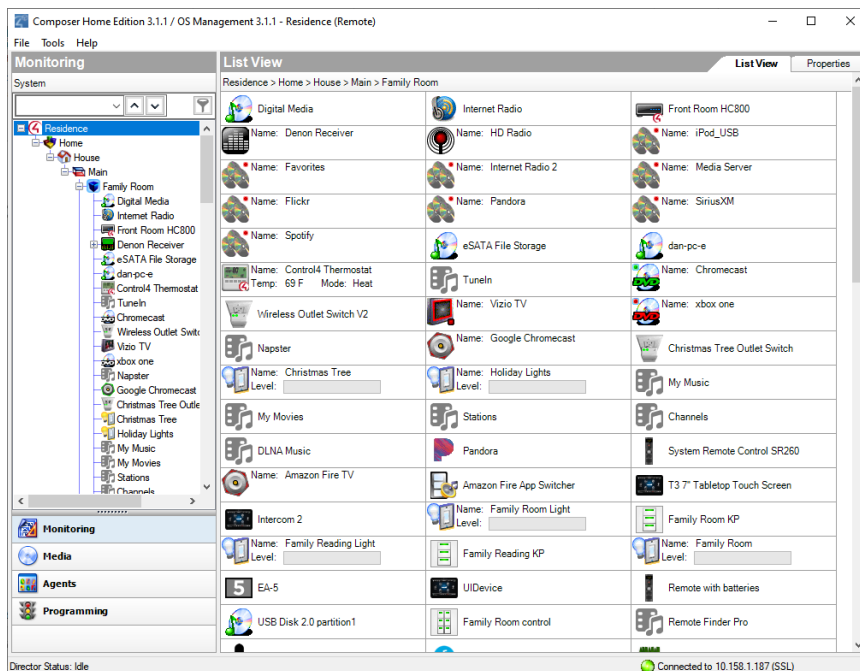 Composer Home Edition 3.1.1 / OS Management 3.1.1 - Residence (Remote)
File Tools Help
Monitoring
System
Residence
Home
House
Main
Family Room
Digital Media
Internet Radio
Front Room HC800
Denon Receiver
eSATA File Storage
dan-pc-e
Control4 Thermostat
TuneIn
Chromecast
Wireless Outlet Switc
Vizio TV
xbox one
Napster
Google Chromecast
Christmas Tree Outle
Christmas Tree
Holiday Lights
My Music
My Movies
Stations
Channels
Monitoring
Media
Agents
Programming
List View
List View Properties
Residence > Home > House > Main > Family Room
Digital Media Internet Radio Front Room HC800
Name: Denon Receiver Name: HD Radio Name: iPod_USB
Name: Favorites Name: Internet Radio 2 Name: Media Server
Name: Flickr Name: Pandora Name: SiriusXM
Name: Spotify eSATA File Storage dan-pc-e
Name: Control4 Thermostat TuneIn Name: Chromecast
Temp: 69 F Mode: Heat DVD
Wireless Outlet Switch V2 Name: Vizio TV Name: xbox one
DVD
Napster Name: Google Chromecast Christmas Tree Outlet Switch
Name: Christmas Tree Name: Holiday Lights My Music
Level: Level:
My Movies Stations Channels
DLNA Music Pandora System Remote Control SR260
Name: Amazon Fire TV Amazon Fire App Switcher T3 7" Tabletop Touch Screen
Intercom 2 Name: Family Room Light Family Room KP
Level:
Name: Family Reading Light Family Reading KP Name: Family Room
Level: Level:
5 EA-5 UIDevice Remote with batteries
USB Disk 2.0 partition1 Family Room control Remote Finder Pro
Director Status: Idle Connected to 10.158.1.187 (SSL)